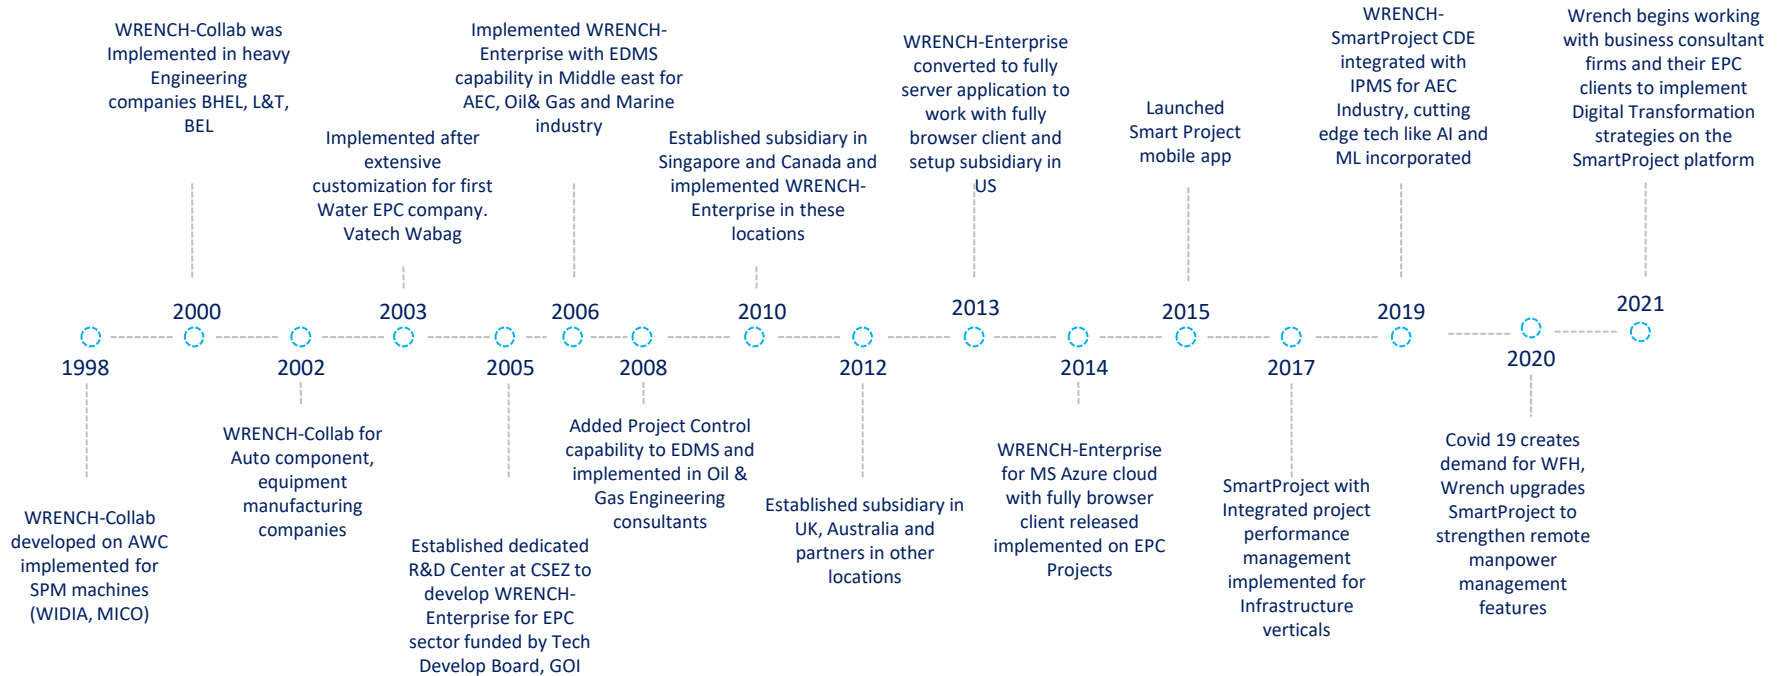 WRENCH-Collab was
Implemented in heavy
Engineering
companies BHEL, L&T,
BEL
Implemented after
extensive
customization for first
Water EPC company.
Vatech Wabag
Implemented WRENCH-
Enterprise with EDMS
capability in Middle east for
AEC, Oil& Gas and Marine
industry
Established subsidiary in
Singapore and Canada and
implemented WRENCH-
Enterprise in these
locations
WRENCH-Enterprise
converted to fully
server application to
work with fully
browser client and
setup subsidiary in
US
Launched
Smart Project
mobile app
WRENCH-
SmartProject CDE
integrated with
IPMS for AEC
Industry, cutting
edge tech like AI and
ML incorporated
Wrench begins working
with business consultant
firms and their EPC
clients to implement
Digital Transformation
strategies on the
SmartProject platform
2000
2003
2006
2010
2013
2015
2019
2021
1998
2002
2005
2008
2012
2014
2017
2020
WRENCH-Collab
developed on AWC
implemented for
SPM machines
(WIDIA, MICO)
WRENCH-Collab for
Auto component,
equipment
manufacturing
companies
Established dedicated
R&D Center at CSEZ to
develop WRENCH-
Enterprise for EPC
sector funded by Tech
Develop Board, GOI
Added Project Control
capability to EDMS and
implemented in Oil &
Gas Engineering
consultants
Established subsidiary in
UK, Australia and
partners in other
locations
WRENCH-Enterprise
for MS Azure cloud
with fully browser
client released
implemented on EPC
Projects
SmartProject with
Integrated project
performance
management
implemented for
Infrastructure
verticals
Covid 19 creates
demand for WFH,
Wrench upgrades
SmartProject to
strengthen remote
manpower
management
features